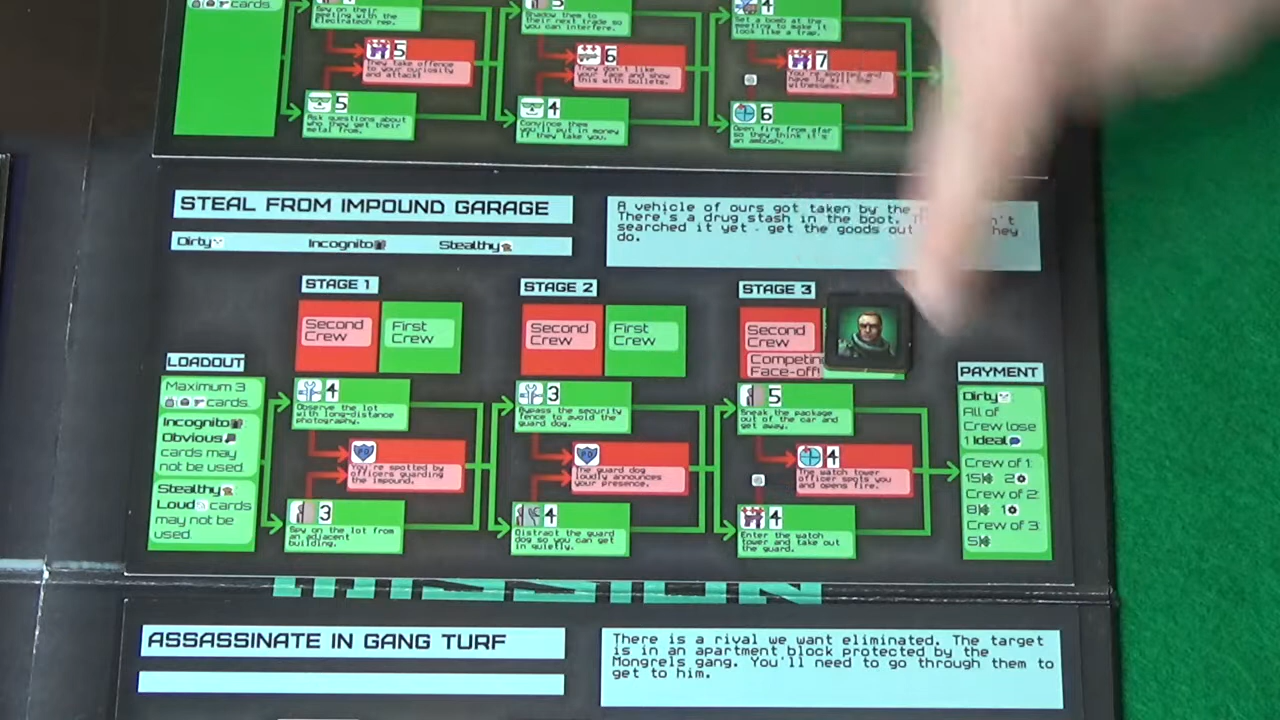 cards
Spy on their
meeting with the
Electratech rep.
5
They take offence
to your curiosity
and attack!
5
Ask questions about
who they get their
metal from.
Shadow them to
their next trade so
you can interfere.
6
They don't like
your face and show
this with bullets.
4
Convince them
you'll put in money
if they take you.
4
Set a bomb at the
meeting to make it
look like a trap.
7
You're spotted and
have to kill the
witnesses.
6
Open fire from afar
so they think it's
an ambush.
STEAL FROM IMPOUND GARAGE
Dirty Incognito Stealthy
A vehicle of ours got taken by the
There's a drug stash in the boot.
searched it yet - get the goods out they
do.
LOADOUT
Maximum 3
cards.
Incognito
Obvious
cards may
not be used.
Stealthy
Loud cards
may not be
used.
STAGE 1
Second
Crew
First
Crew
4
Observe the lot
with long-distance
photography.
You're spotted by
officers guarding
the impound.
3
Spy on the lot from
an adjacent
building.
STAGE 2
Second
Crew
First
Crew
3
Bypass the security
fence to avoid the
guard dog.
The guard dog
loudly announces
your presence.
4
Distract the guard
dog so you can get
in quietly.
STAGE 3
Second
Crew
Competing
Face-off!
5
Sneak the package
out of the car and
get away.
4
The watch tower
officer spots you
and opens fire.
4
Enter the watch
tower and take out
the guard.
PAYMENT
Dirty
All of
Crew lose
1 Ideal
Crew of 1:
15 2
Crew of 2:
8 1
Crew of 3:
5
MISSION
ASSASSINATE IN GANG TURF
There is a rival we want eliminated. The target
is in an apartment block protected by the
Mongrels gang. You'll need to go through them to
get to him.